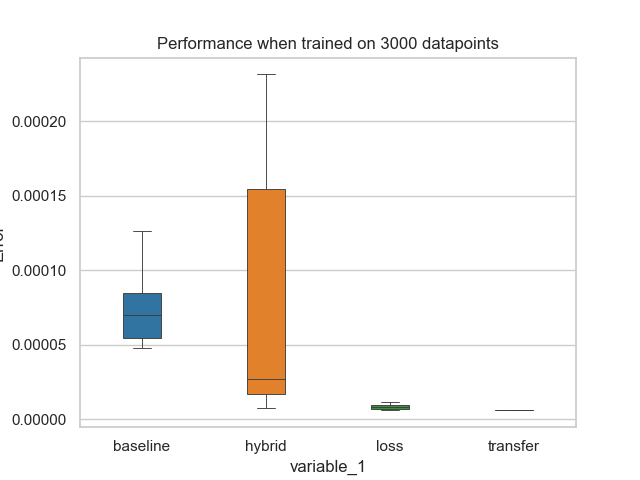 Performance when trained on 3000 datapoints
0.00020
0.00015
0.00010
0.00005
0.00000
baseline hybrid loss transfer
variable_1